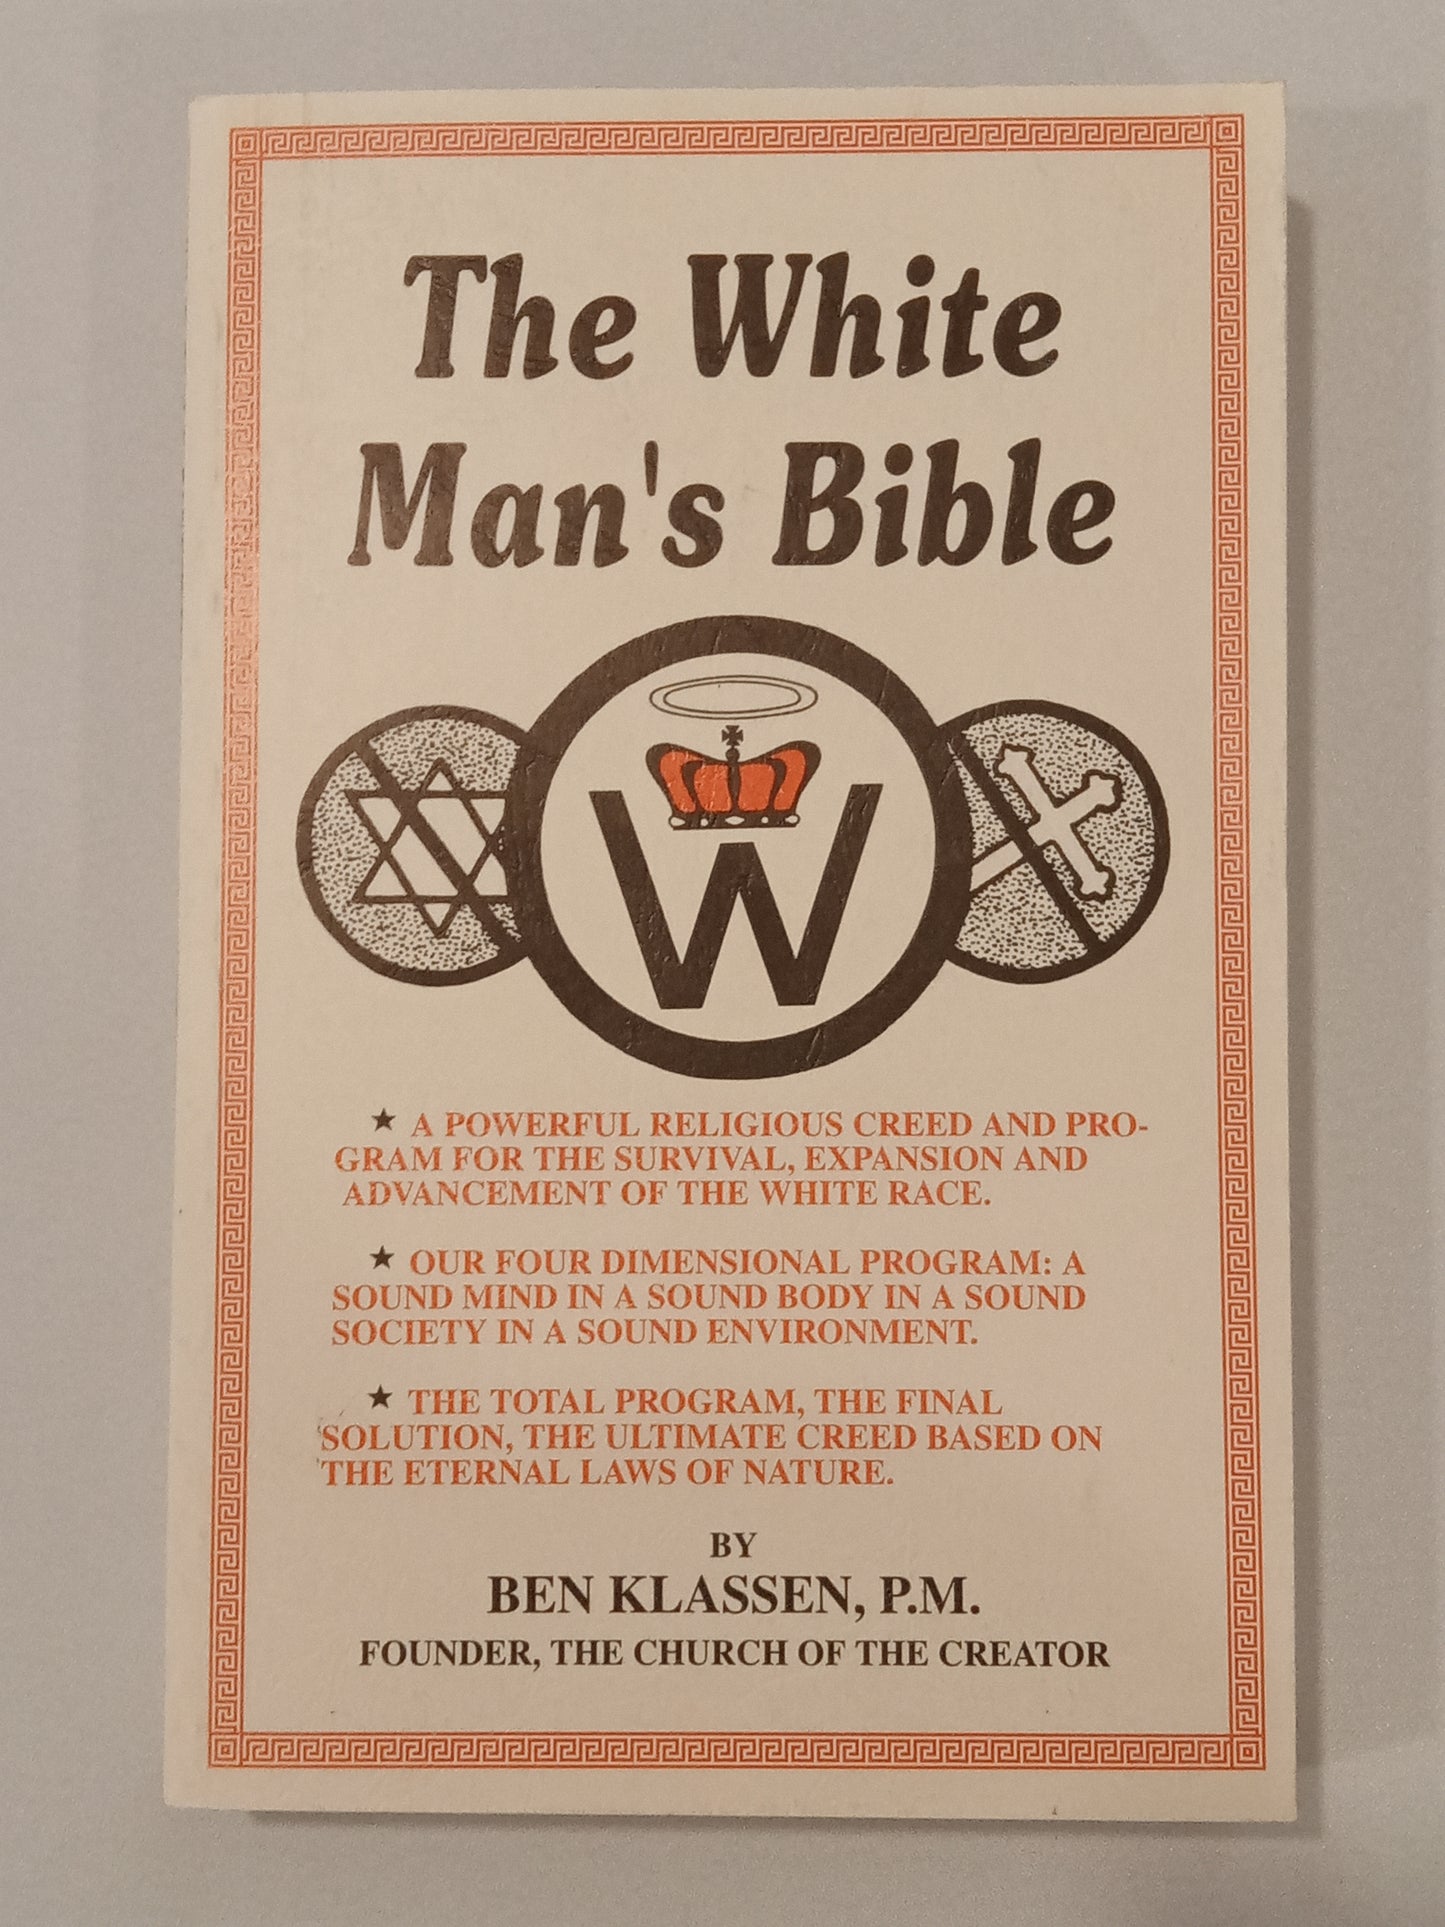 The White
Man's Bible
W
★ A POWERFUL RELIGIOUS CREED AND PRO-
GRAM FOR THE SURVIVAL, EXPANSION AND
ADVANCEMENT OF THE WHITE RACE.
★ OUR FOUR DIMENSIONAL PROGRAM: A
SOUND MIND IN A SOUND BODY IN A SOUND
SOCIETY IN A SOUND ENVIRONMENT.
★ THE TOTAL PROGRAM, THE FINAL
SOLUTION, THE ULTIMATE CREED BASED ON
THE ETERNAL LAWS OF NATURE.
BY
BEN KLASSEN, P.M.
FOUNDER, THE CHURCH OF THE CREATOR